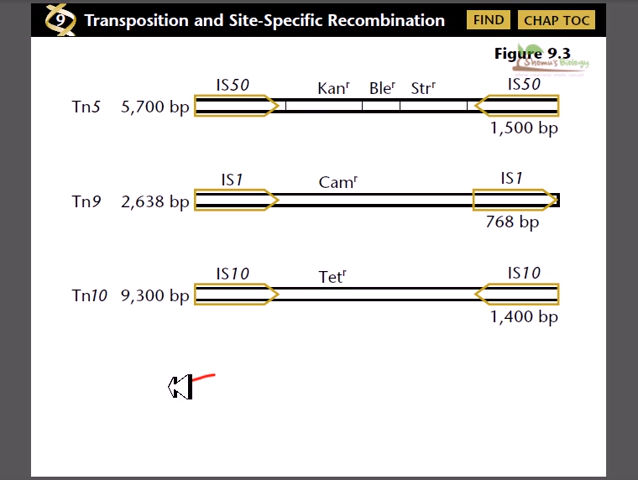 9 Transposition and Site-Specific Recombination FIND CHAP TOC
Figure 9.3
Shomu's Biology
IS50 Kanʳ Bleʳ Strʳ IS50
Tn5 5,700 bp
1,500 bp
IS1 Camʳ IS1
Tn9 2,638 bp
768 bp
IS10 Tetʳ IS10
Tn10 9,300 bp
1,400 bp